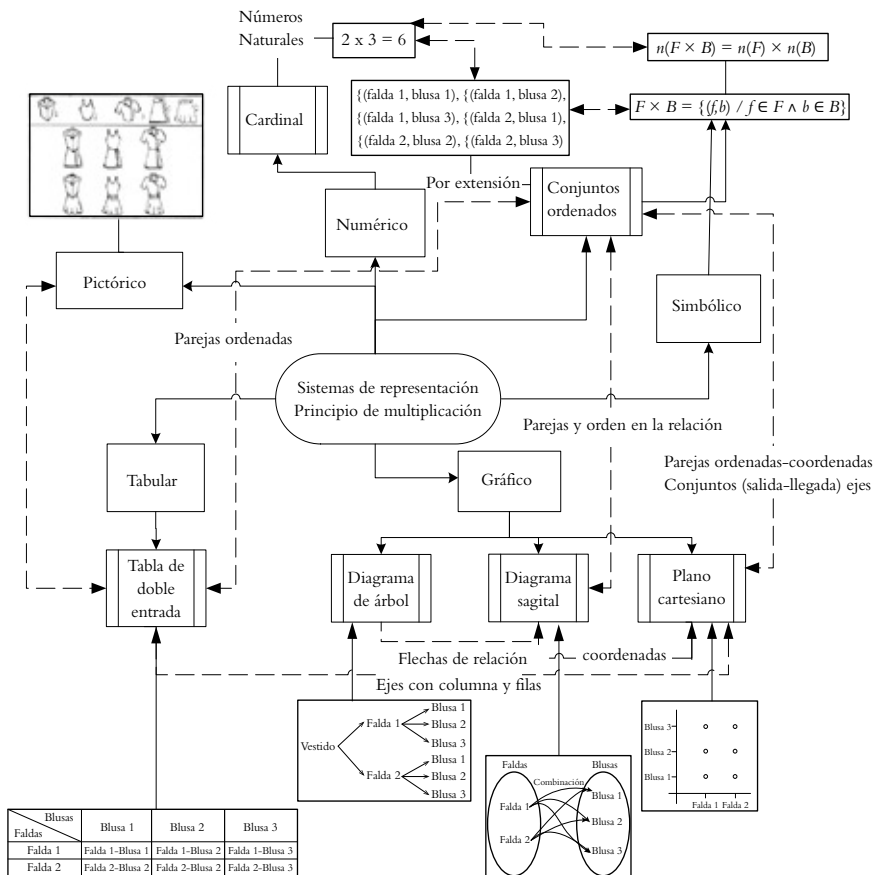 Números
Naturales
2 x 3 = 6
n(F × B) = n(F) × n(B)
{(falda 1, blusa 1), {(falda 1, blusa 2),
{(falda 1, blusa 3), {(falda 2, blusa 1),
{(falda 2, blusa 2), {(falda 2, blusa 3)
F × B = {(f,b) / f ∈ F ∧ b ∈ B}
Cardinal
Por extensión
Conjuntos
ordenados
Numérico
Pictórico
Simbólico
Parejas ordenadas
Sistemas de representación
Principio de multiplicación
Parejas y orden en la relación
Parejas ordenadas-coordenadas
Conjuntos (salida-llegada) ejes
Tabular
Gráfico
Tabla de
doble
entrada
Diagrama
de árbol
Diagrama
sagital
Plano
cartesiano
Flechas de relación
coordenadas
Ejes con columna y filas
Vestido
Falda 1
Falda 2
Blusa 1
Blusa 2
Blusa 3
Blusa 1
Blusa 2
Blusa 3
Faldas
Blusas
Combinación
Falda 1
Falda 2
Blusa 1
Blusa 2
Blusa 3
Blusa 3
Blusa 2
Blusa 1
Falda 1 Falda 2
Blusas
Faldas
Blusa 1 Blusa 2 Blusa 3
Falda 1 Falda 1-Blusa 1 Falda 1-Blusa 2 Falda 1-Blusa 3
Falda 2 Falda 2-Blusa 2 Falda 2-Blusa 2 Falda 2-Blusa 3